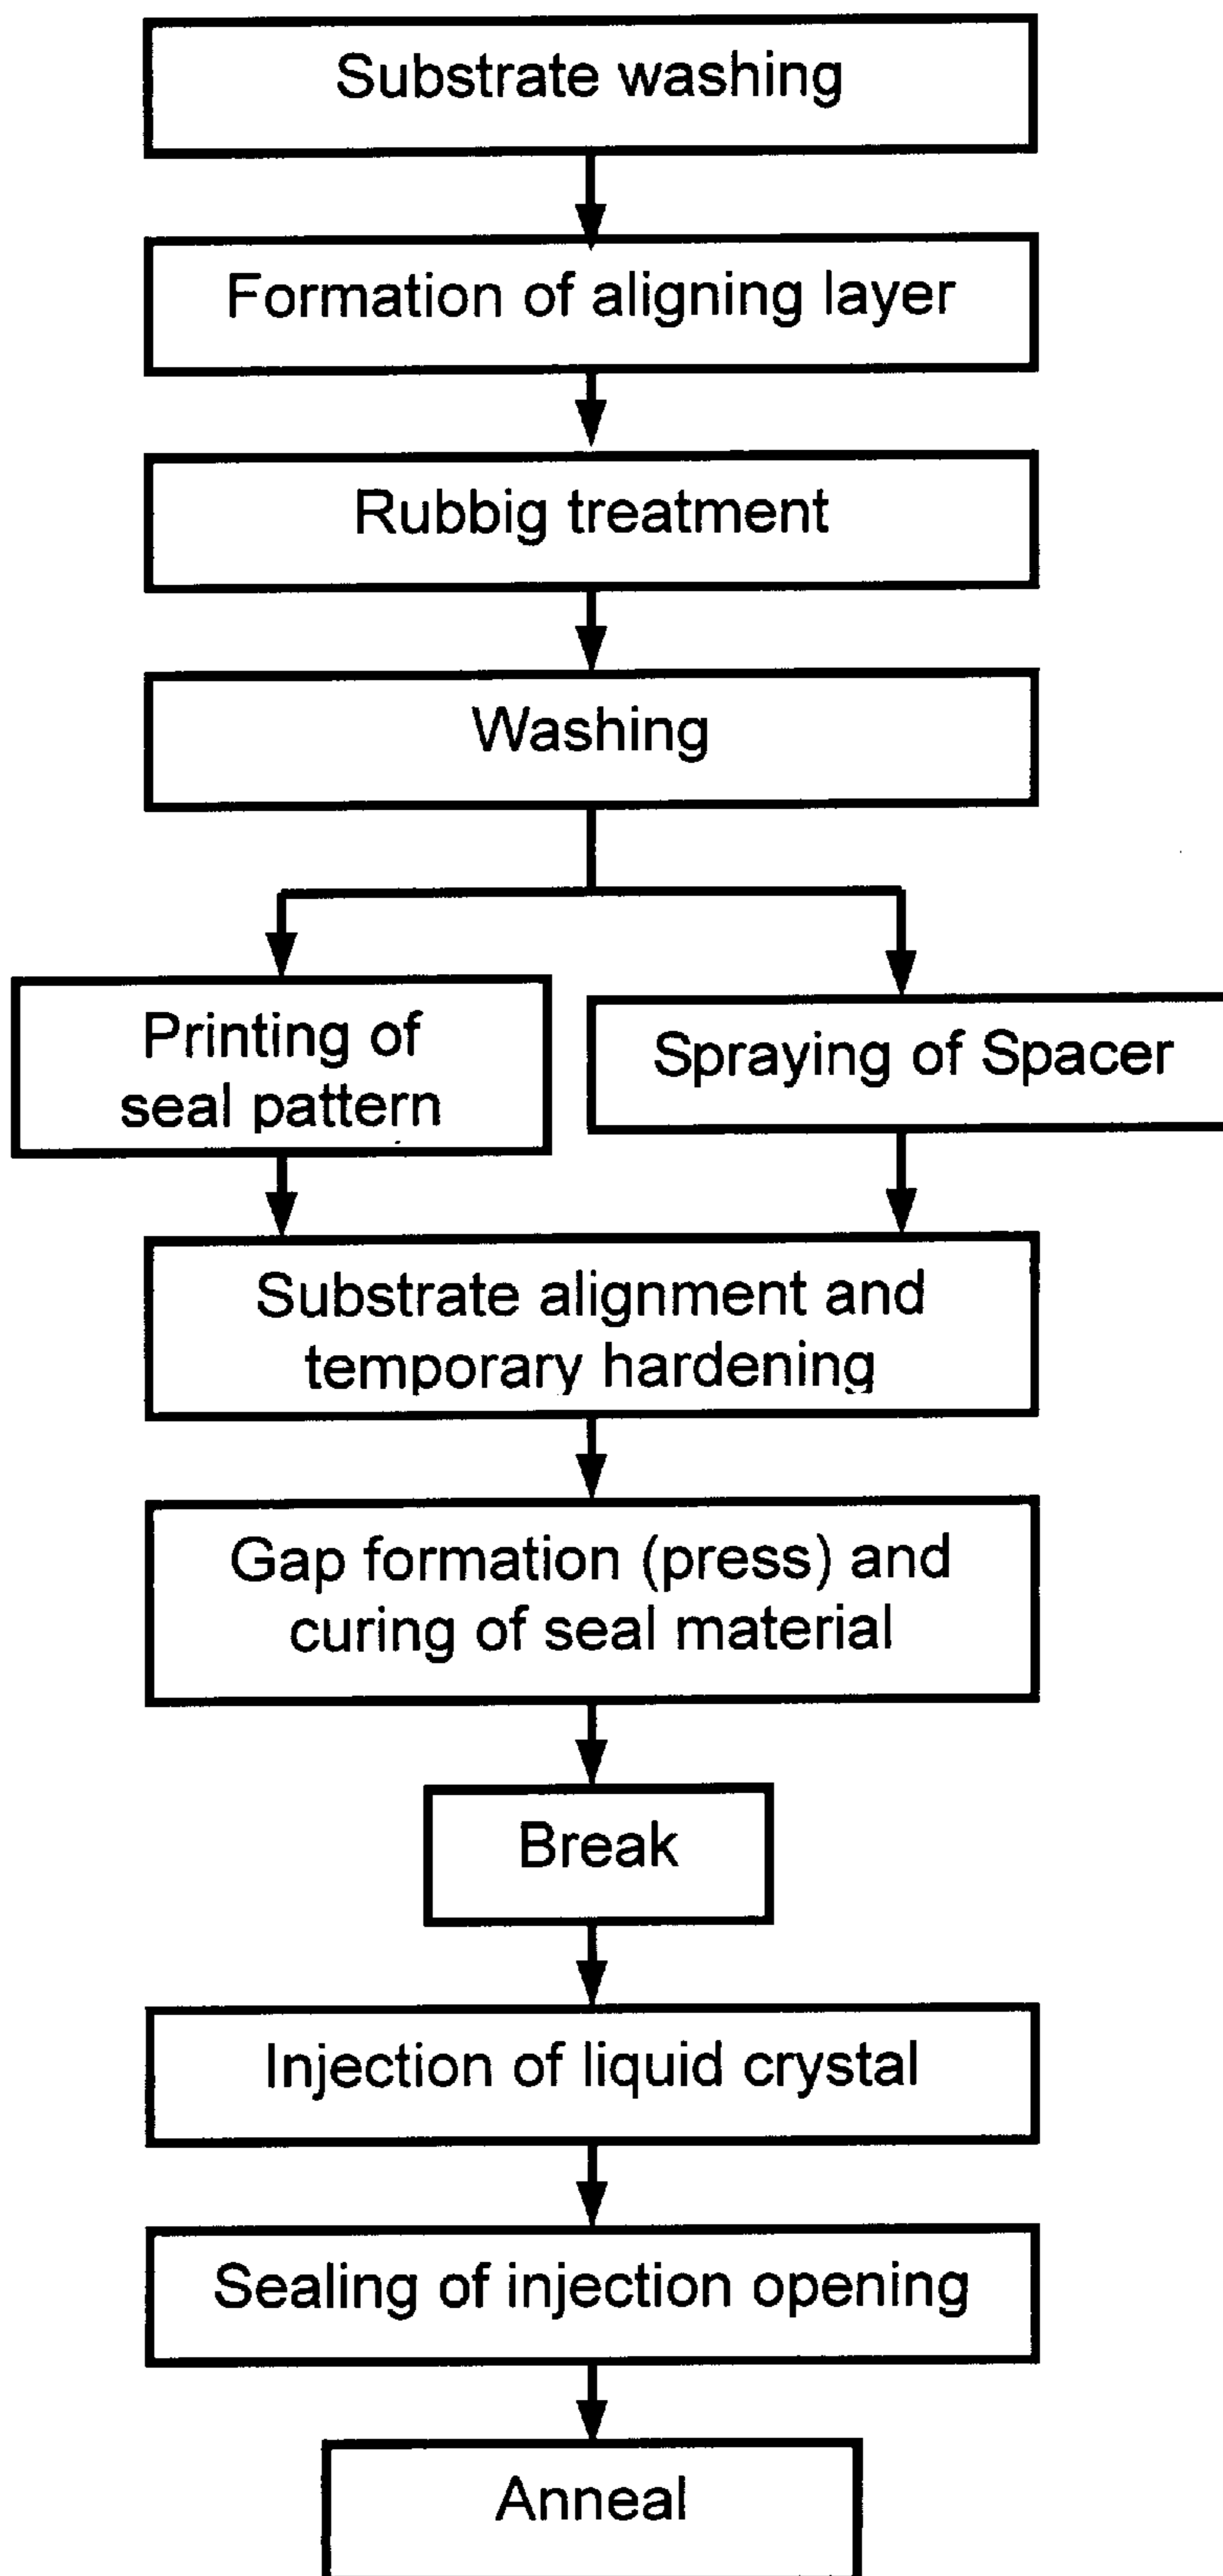 Substrate washing
Formation of aligning layer
Rubbig treatment
Washing
Printing of
seal pattern
Spraying of Spacer
Substrate alignment and
temporary hardening
Gap formation (press) and
curing of seal material
Break
Injection of liquid crystal
Sealing of injection opening
Anneal